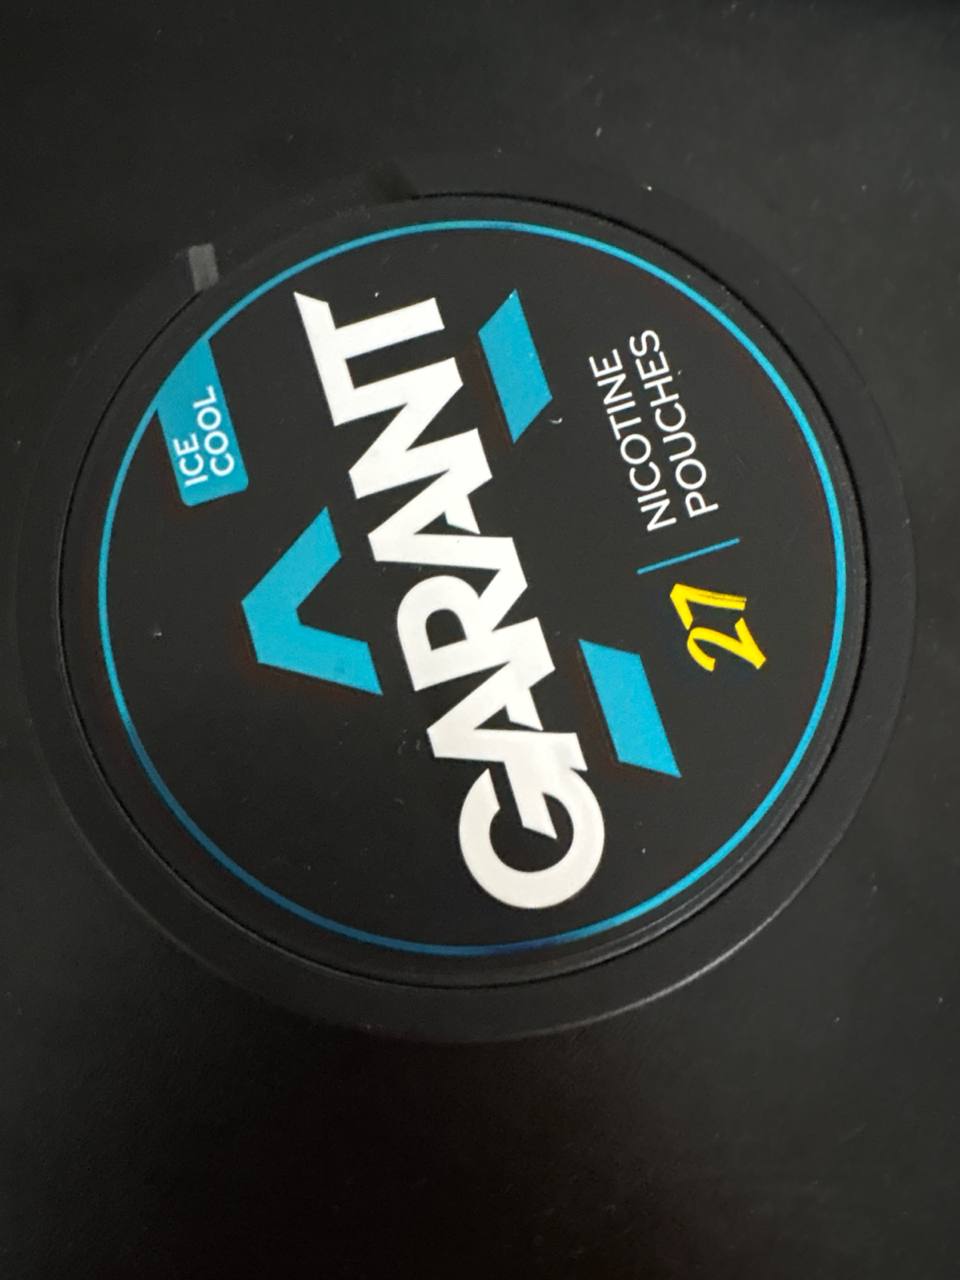 ICE
COOL
GARANT
27
NICOTINE
POUCHES